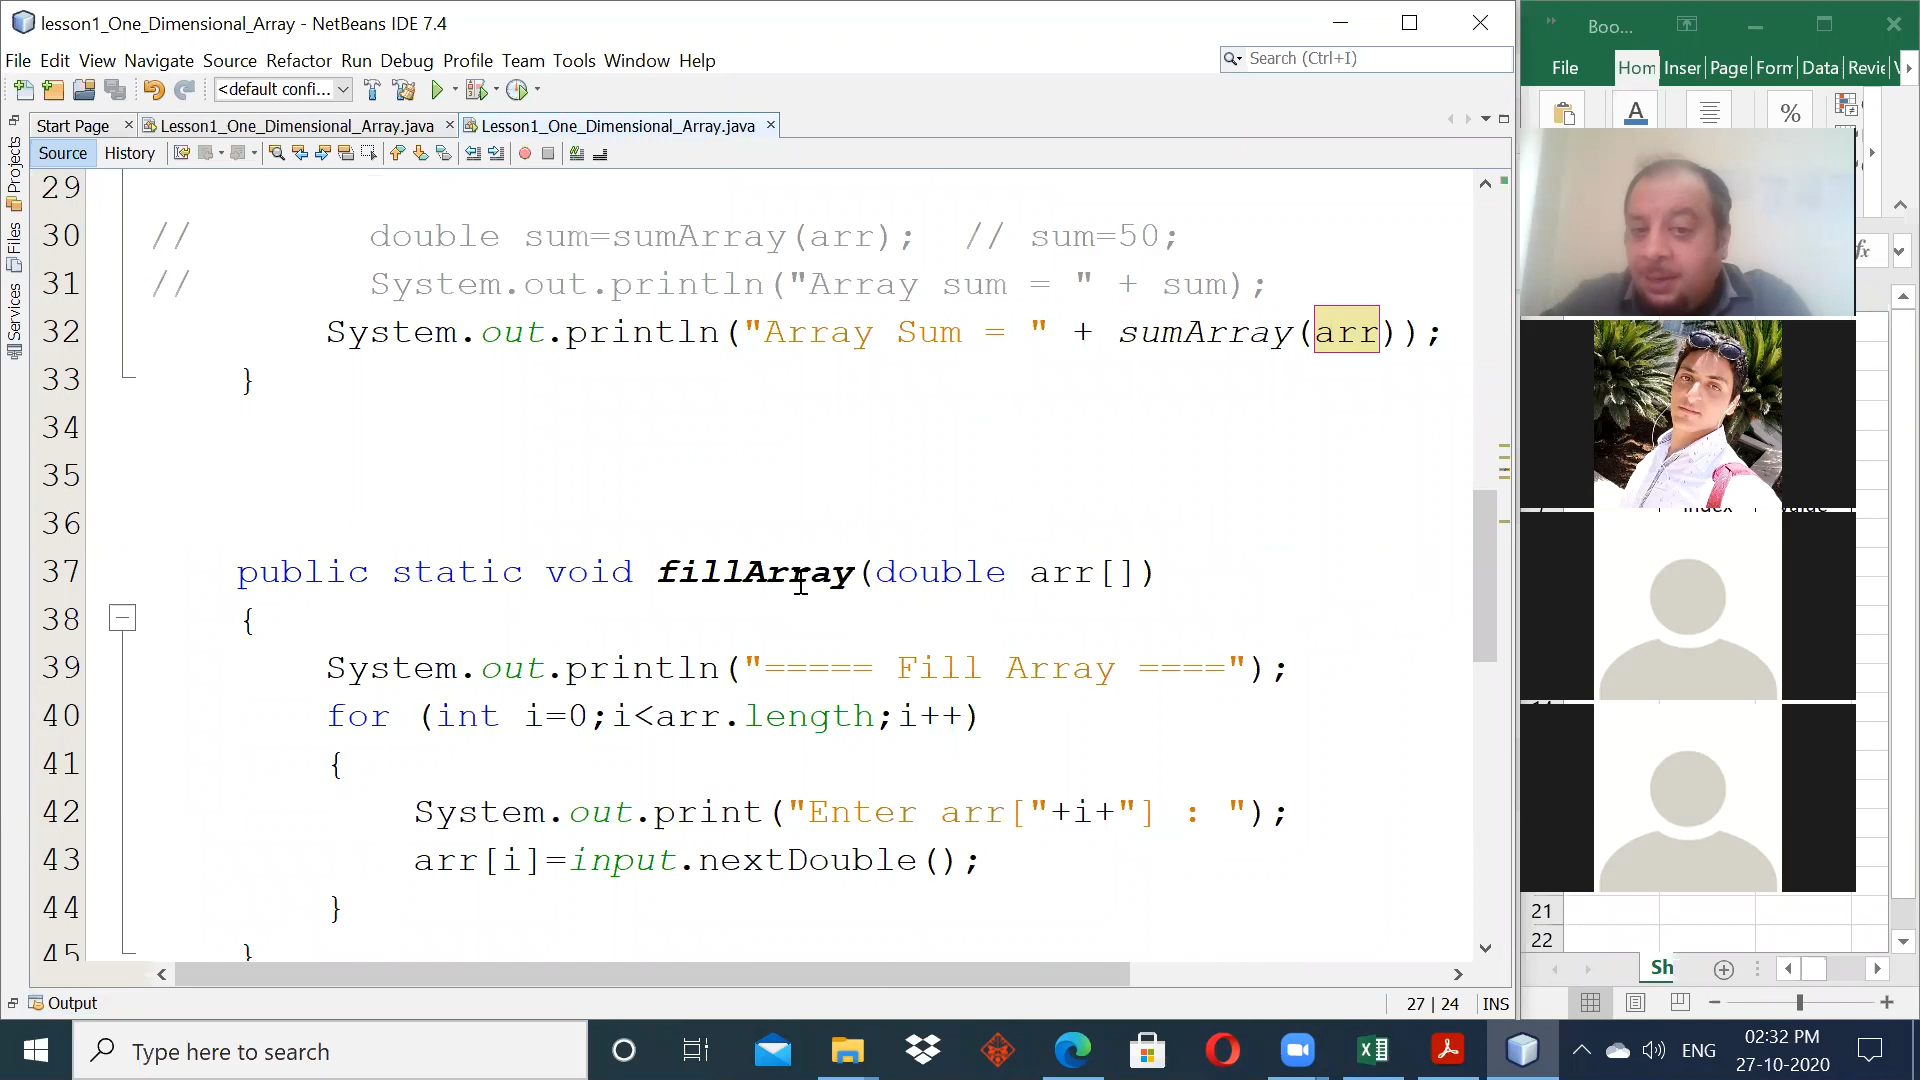 lesson1_One_Dimensional_Array - NetBeans IDE 7.4
File Edit View Navigate Source Refactor Run Debug Profile Team Tools Window Help
Search (Ctrl+I)
<default confi...
Start Page
Lesson1_One_Dimensional_Array.java
Lesson1_One_Dimensional_Array.java
Source History
Projects
Files
Services
29
30 // double sum=sumArray(arr); // sum=50;
31 // System.out.println("Array sum = " + sum);
32 System.out.println("Array Sum = " + sumArray(arr));
33 }
34
35
36
37 public static void fillArray(double arr[])
38 {
39 System.out.println("===== Fill Array ====");
40 for (int i=0;i<arr.length;i++)
41 {
42 System.out.print("Enter arr["+i+"] : ");
43 arr[i]=input.nextDouble();
44 }
45 }
Output
27 | 24 INS
Boo...
File Hom Inser Page Form Data Revie
A %
fx
21
22
Sh
Type here to search
ENG
02:32 PM
27-10-2020